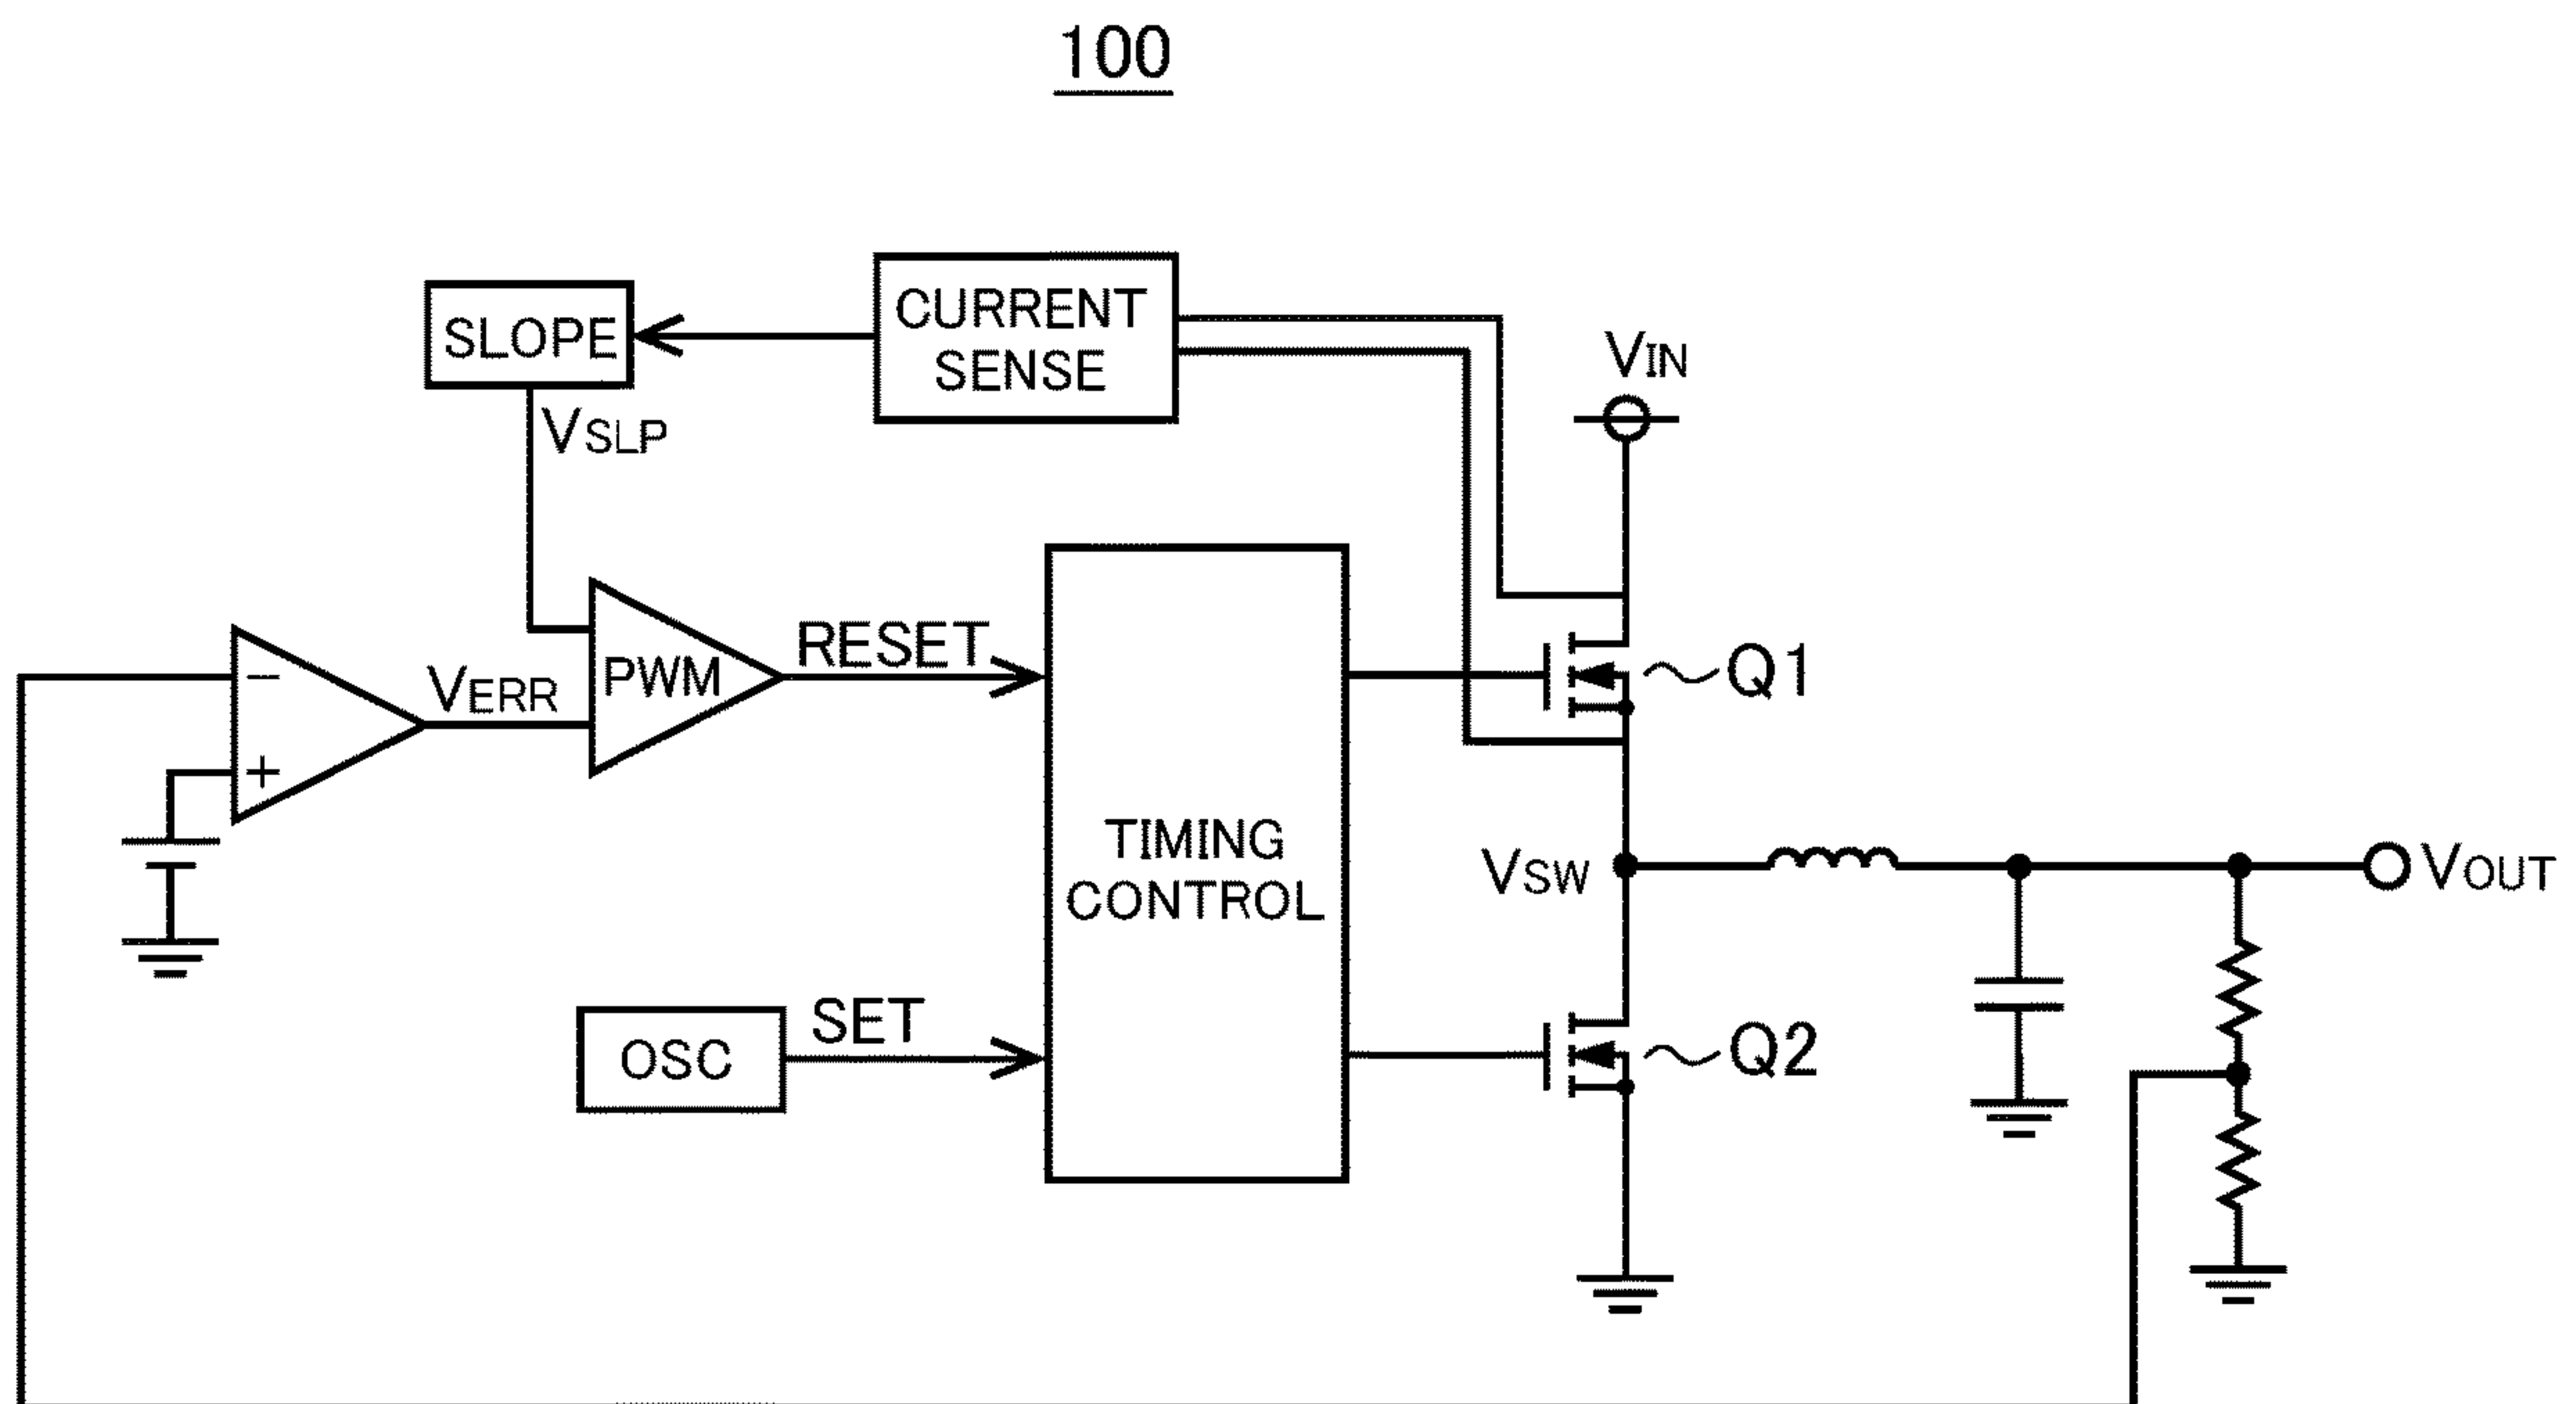 100
CURRENT
SENSE
SLOPE
VIN
VSLP
RESET
Q1
PWM
VERR
−
+
TIMING
CONTROL
VSW
VOUT
SET
OSC
Q2